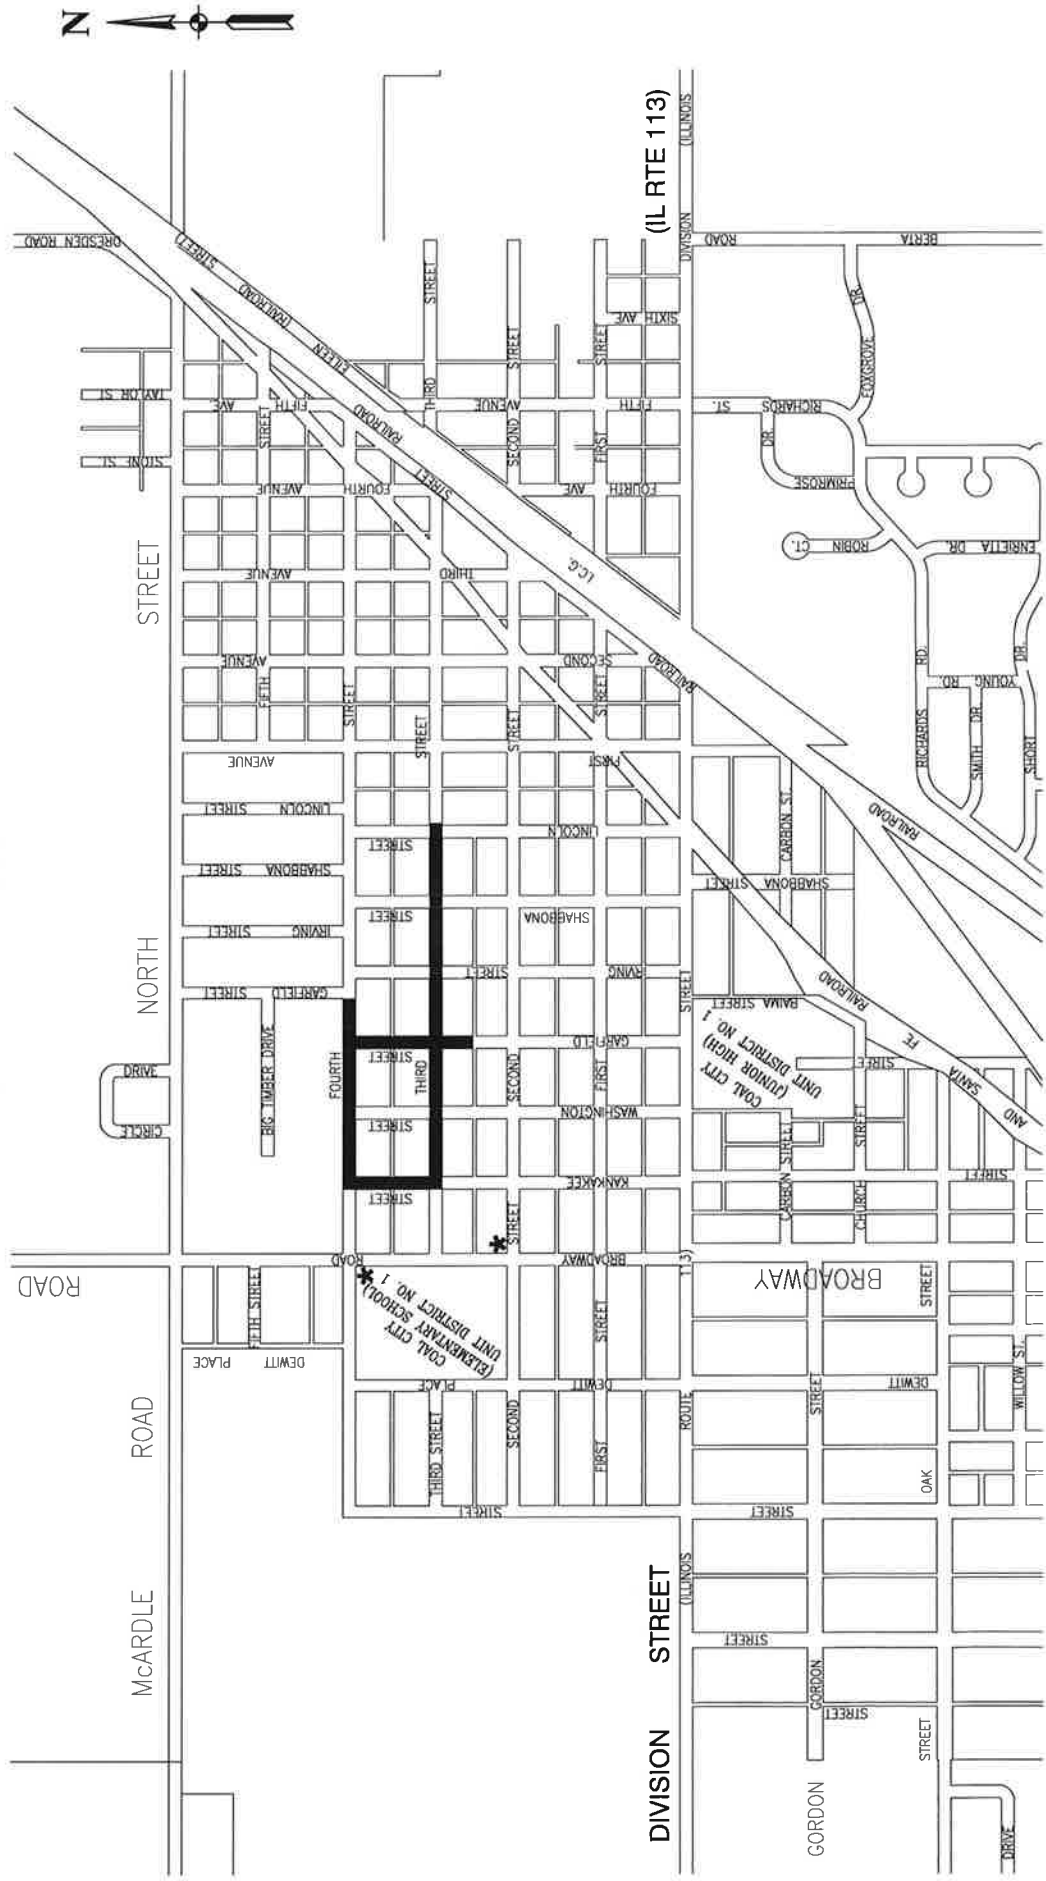 N
(IL RTE 113)
DRESDEN ROAD
STREET)
(RAILROAD
EILEEN
RAILROAD
STREET
TAYLOR ST
STONE ST.
THIRD STREET
SECOND STREET
FIRST STREET
DIVISION (ILLINOIS
ROAD
BERTA
SIXTH AVE
FIFTH AVE.
FIFTH AVENUE
FIFTH
STREET
FOURTH AVENUE
FOURTH AVE
FOXGROVE DR.
RICHARDS ST.
PRIMROSE DR.
ROBIN CT.
ENRIETTA DR.
I.C.G.
RAILROAD
NORTH STREET
THIRD AVENUE
SECOND AVENUE
FIRST AVENUE
FIFTH
STREET
STREET
STREET
STREET
RICHARDS RD.
YOUNG RD.
SMITH DR.
SHORT DR.
LINCOLN STREET
SHABBONA STREET
IRVING STREET
GARFIELD STREET
STREET
LINCOLN
STREET
SHABBONA
STREET
IRVING
CARBON ST.
SHABBONA STREET
RAILROAD
BAIMA STREET
COAL CITY
(JUNIOR HIGH)
UNIT DISTRICT NO. 1
RAILROAD
FE
SANTA
AND
STREET
CIRCLE DRIVE
BIG TIMBER DRIVE
FOURTH
THIRD
SECOND
FIRST
STREET
STREET
GARFIELD
STREET
WASHINGTON
STREET
KANKAKEE
STREET
CARBON STREET
CHURCH STREET
STREET
ROAD
ROAD
BROADWAY
113)
BROADWAY
*
*
COAL CITY
(ELEMENTARY SCHOOL)
UNIT DISTRICT NO. 1
FIFTH STREET
DEWITT PLACE
DEWITT PLACE
THIRD STREET
SECOND
FIRST STREET
ROUTE
STREET
DEWITT
STREET
WILLOW ST.
OAK
McARDLE ROAD
STREET
STREET
DIVISION STREET
(ILLINOIS
STREET
GORDON
STREET
GORDON
STREET
DRIVE